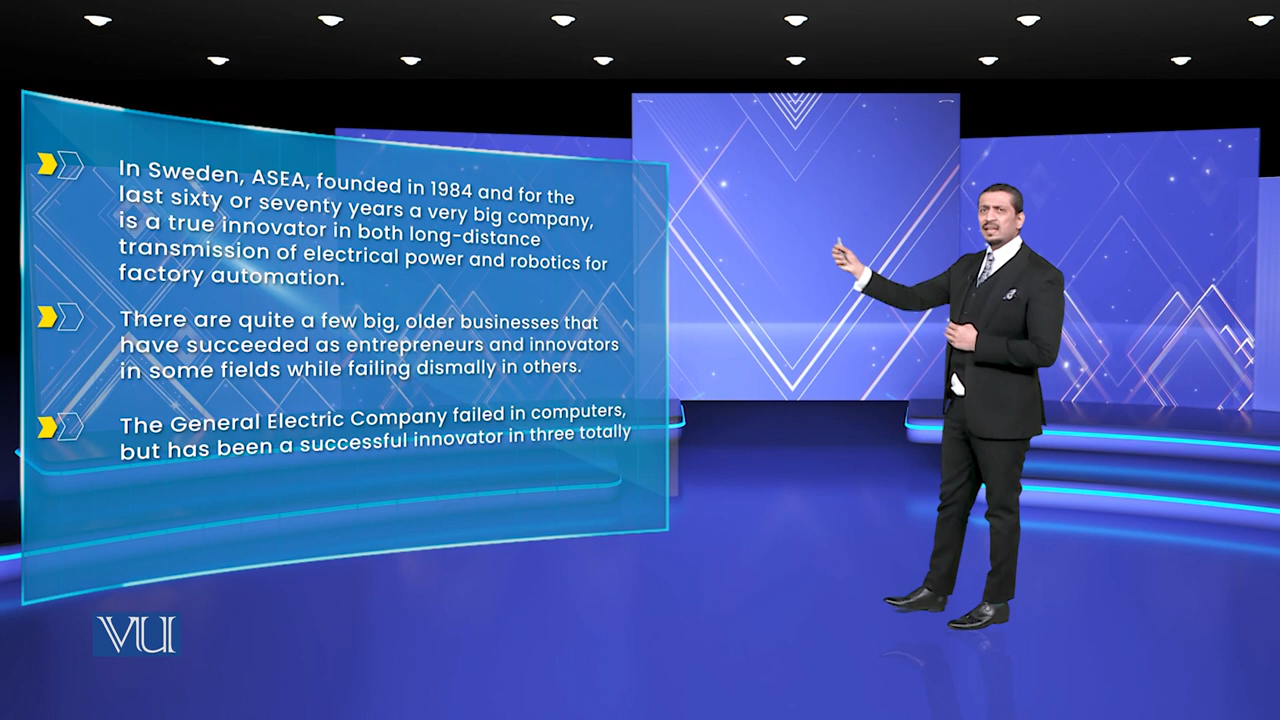 In Sweden, ASEA, founded in 1984 and for the
last sixty or seventy years a very big company,
is a true innovator in both long-distance
transmission of electrical power and robotics for
factory automation.
There are quite a few big, older businesses that
have succeeded as entrepreneurs and innovators
in some fields while failing dismally in others.
The General Electric Company failed in computers,
but has been a successful innovator in three totally
VU